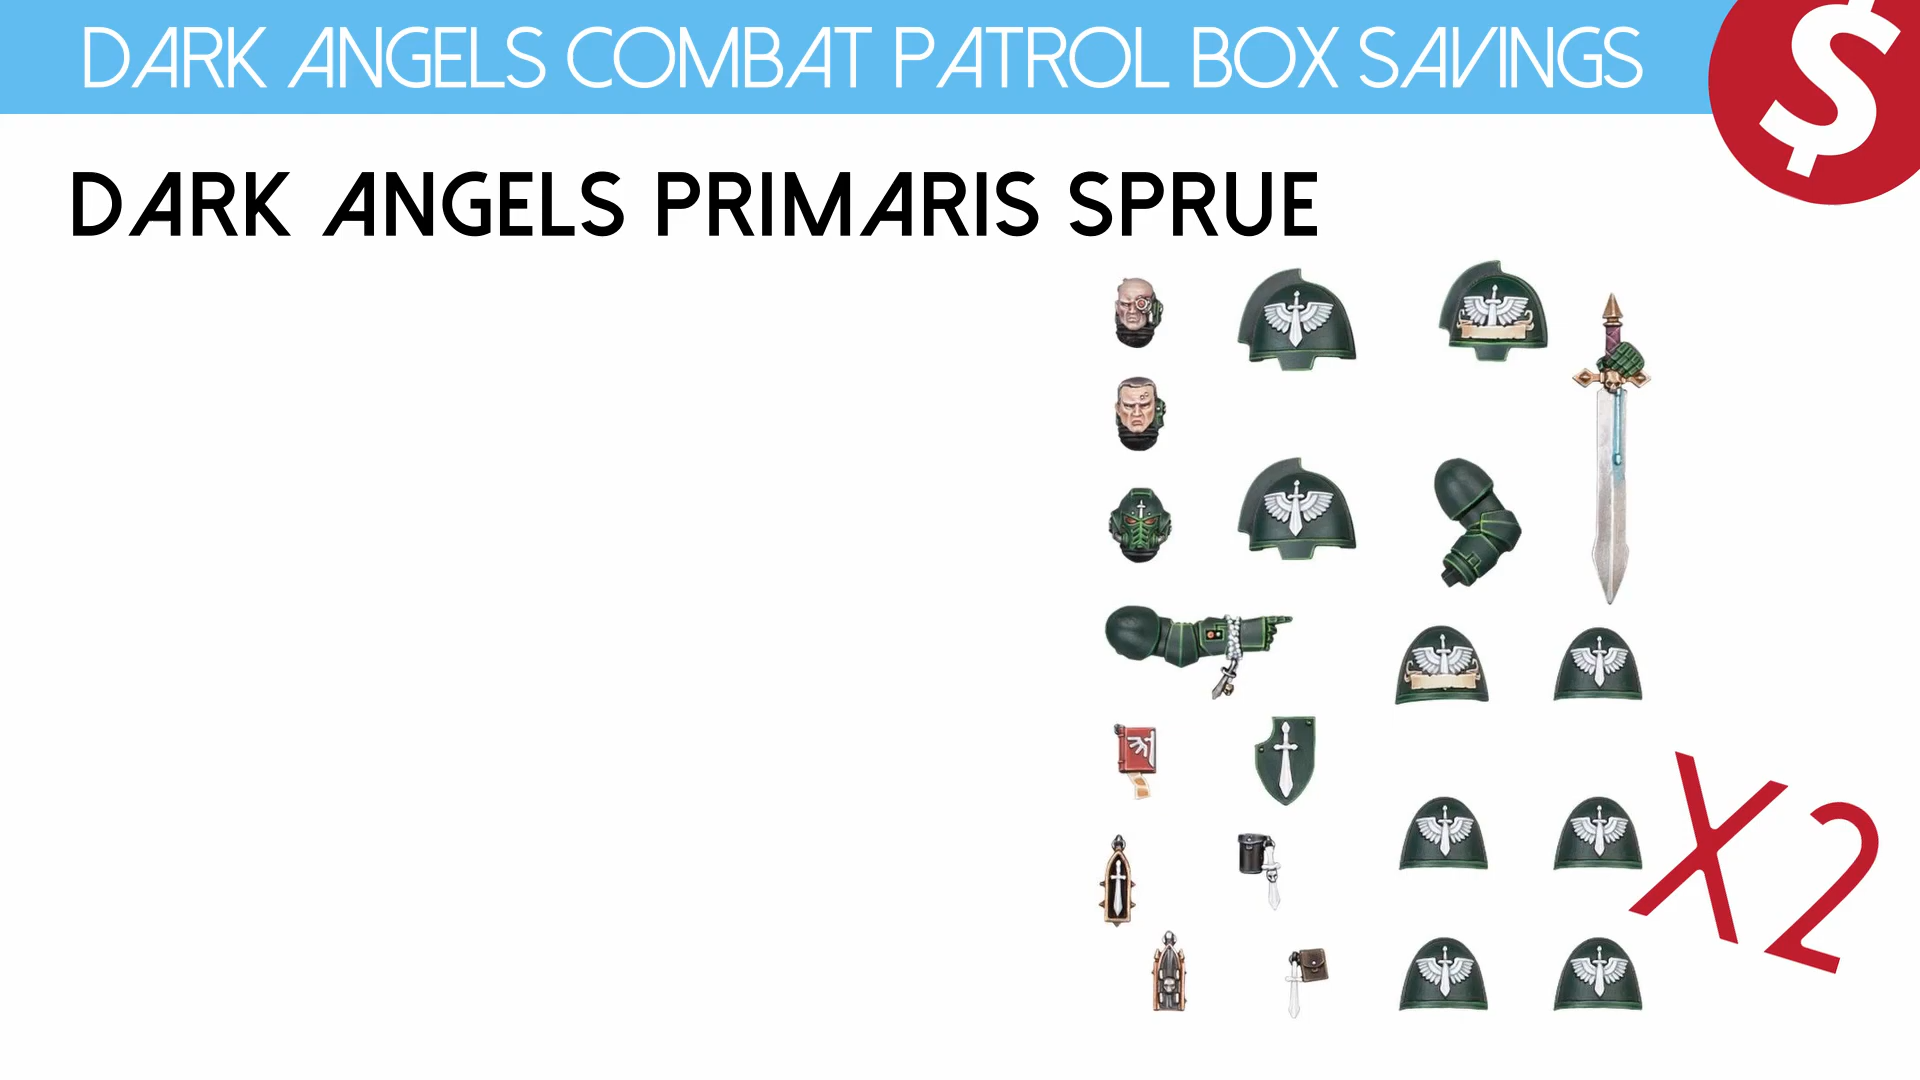 DARK ANGELS COMBAT PATROL BOX SAVINGS
$
DARK ANGELS PRIMARIS SPRUE
X2